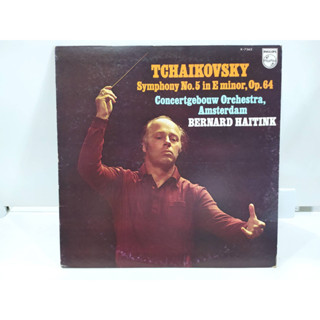 TCHAIKOVSKY
Symphony No. 5 in E minor, Op. 64
Concertgebouw Orchestra,
Amsterdam
BERNARD HAITINK